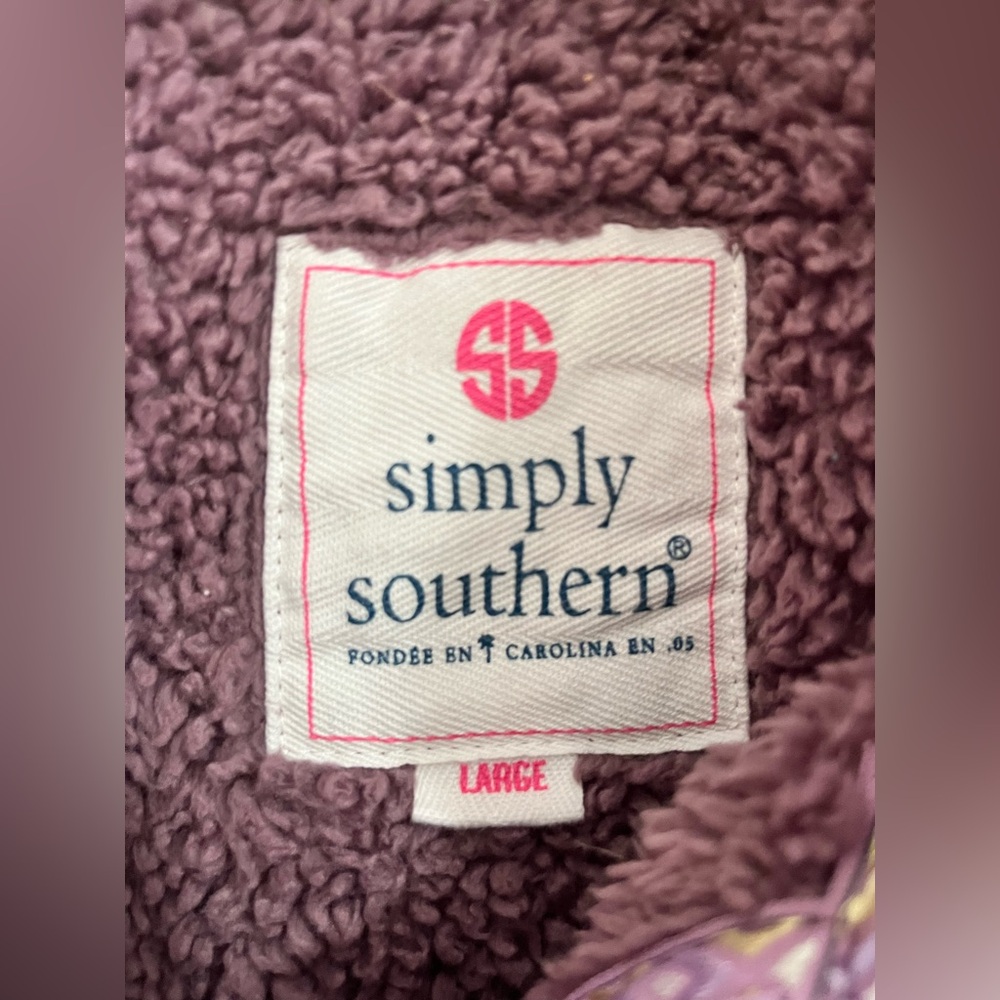 SS
simply
southern®
FONDÉE EN CAROLINA EN .05
LARGE